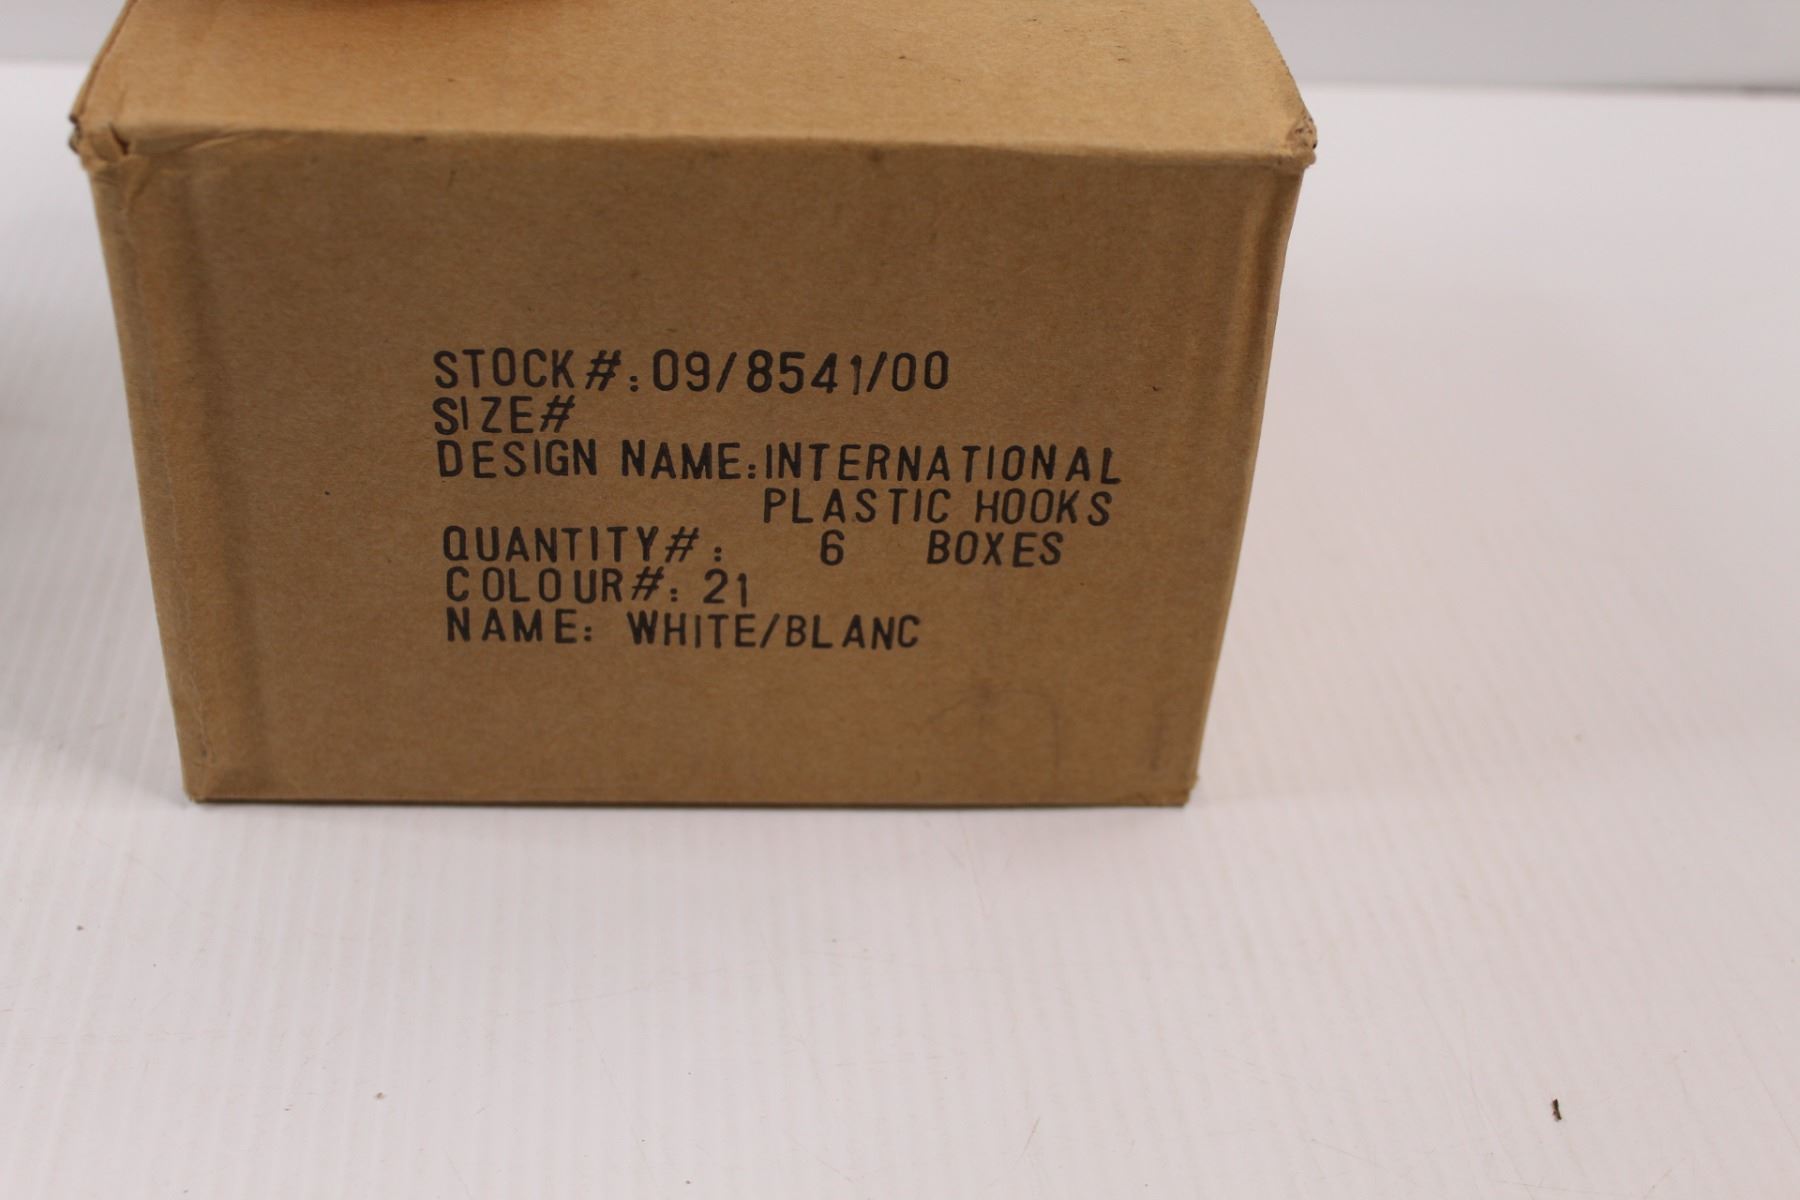 STOCK#:09/8541/00
SIZE#
DESIGN NAME:INTERNATIONAL
PLASTIC HOOKS
QUANTITY#: 6 BOXES
COLOUR#: 21
NAME: WHITE/BLANC